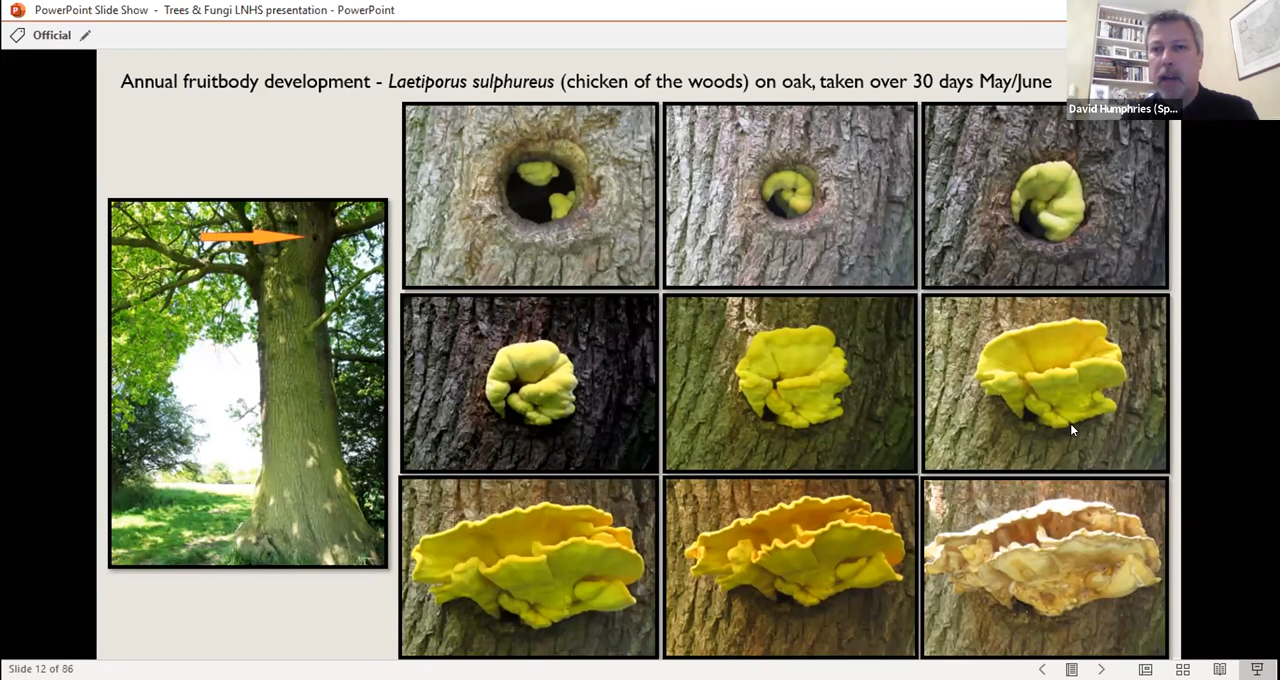 PowerPoint Slide Show - Trees & Fungi LNHS presentation - PowerPoint
Official
David Humphries (Sp...
Annual fruitbody development - Laetiporus sulphureus (chicken of the woods) on oak, taken over 30 days May/June
Slide 12 of 86